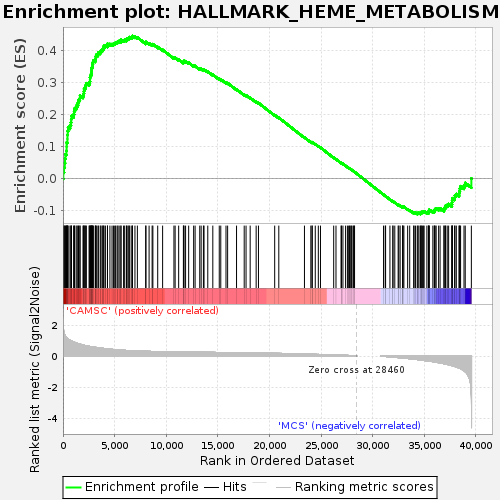 Enrichment plot: HALLMARK_HEME_METABOLISM
Enrichment score (ES)
0.4
0.3
0.2
0.1
0.0
-0.1
'CAMSC' (positively correlated)
Ranked list metric (Signal2Noise)
2
0
-2
-4
Zero cross at 28460
'MCS' (negatively correlated)
0
5,000
10,000
15,000
20,000
25,000
30,000
35,000
40,000
Rank in Ordered Dataset
Enrichment profile
Hits
Ranking metric scores